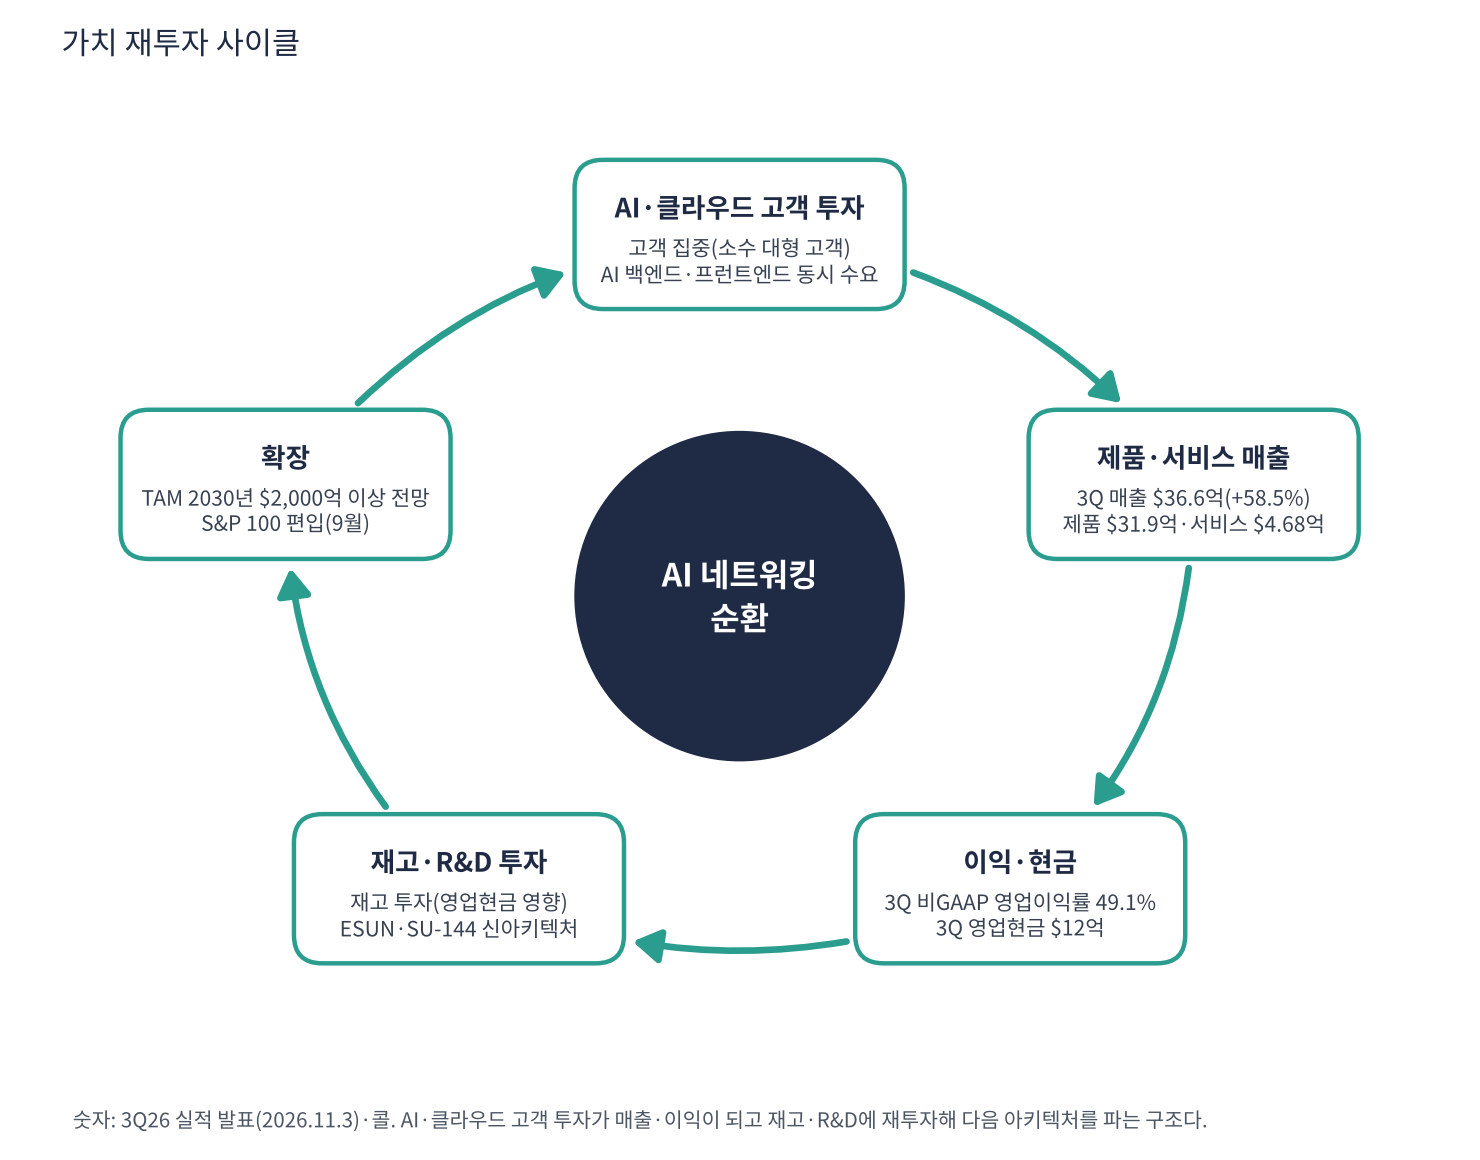 가치 재투자 사이클
AI·클라우드 고객 투자
고객 집중(소수 대형 고객)
AI 백엔드·프런트엔드 동시 수요
제품·서비스 매출
3Q 매출 $36.6억(+58.5%)
제품 $31.9억·서비스 $4.68억
이익·현금
3Q 비GAAP 영업이익률 49.1%
3Q 영업현금 $12억
재고·R&D 투자
재고 투자(영업현금 영향)
ESUN·SU-144 신아키텍처
확장
TAM 2030년 $2,000억 이상 전망
S&P 100 편입(9월)
AI 네트워킹
순환
숫자: 3Q26 실적 발표(2026.11.3)·콜. AI·클라우드 고객 투자가 매출·이익이 되고 재고·R&D에 재투자해 다음 아키텍처를 파는 구조다.